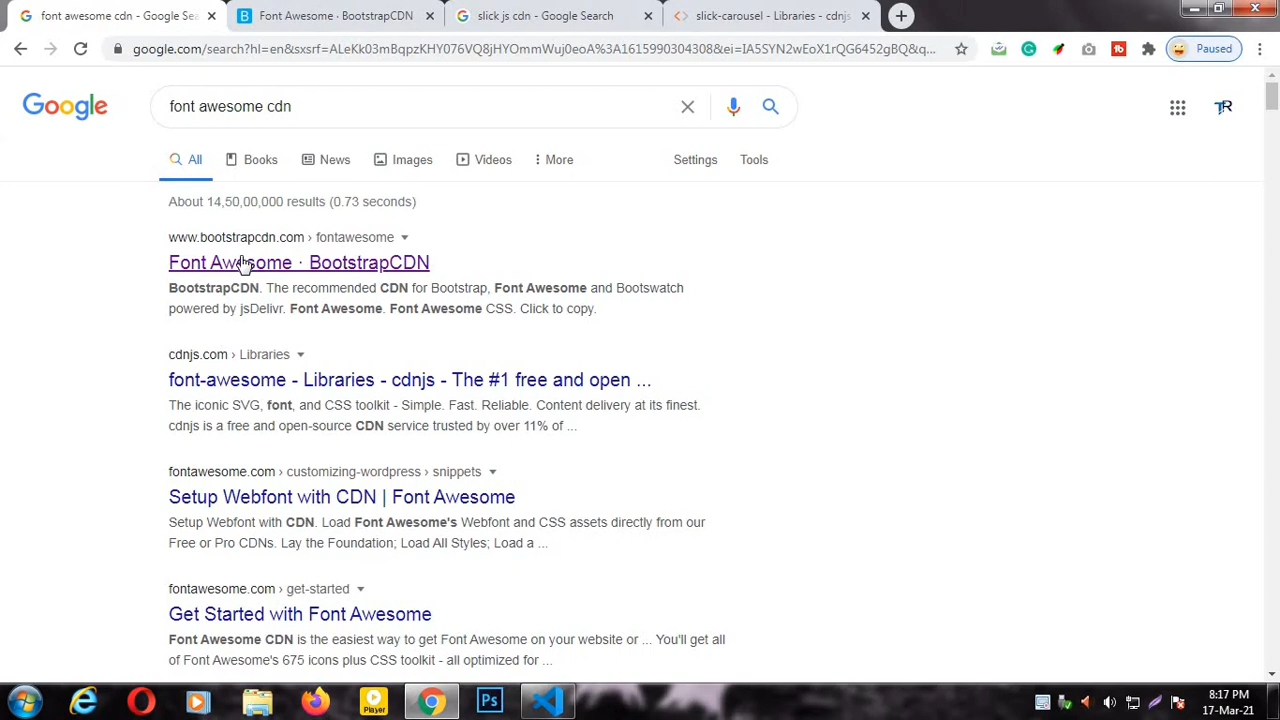 font awesome cdn - Google Se
Font Awesome · BootstrapCDN
slick js cdn - Google Search
slick-carousel - Libraries - cdnjs
google.com/search?hl=en&sxsrf=ALeKk03mBqpzKHY076VQ8jHYOmmWuj0eoA%3A1615990304308&ei=IA5SYN2wEoX1rQG6452gBQ&q...
Paused
Google
font awesome cdn
All
Books
News
Images
Videos
More
Settings
Tools
About 14,50,00,000 results (0.73 seconds)
www.bootstrapcdn.com › fontawesome
Font Awesome · BootstrapCDN
BootstrapCDN. The recommended CDN for Bootstrap, Font Awesome and Bootswatch
powered by jsDelivr. Font Awesome. Font Awesome CSS. Click to copy.
cdnjs.com › Libraries
font-awesome - Libraries - cdnjs - The #1 free and open ...
The iconic SVG, font, and CSS toolkit - Simple. Fast. Reliable. Content delivery at its finest.
cdnjs is a free and open-source CDN service trusted by over 11% of ...
fontawesome.com › customizing-wordpress › snippets
Setup Webfont with CDN | Font Awesome
Setup Webfont with CDN. Load Font Awesome's Webfont and CSS assets directly from our
Free or Pro CDNs. Lay the Foundation; Load All Styles; Load a ...
fontawesome.com › get-started
Get Started with Font Awesome
Font Awesome CDN is the easiest way to get Font Awesome on your website or ... You'll get all
of Font Awesome's 675 icons plus CSS toolkit - all optimized for ...
Player
Ps
8:17 PM
17-Mar-21